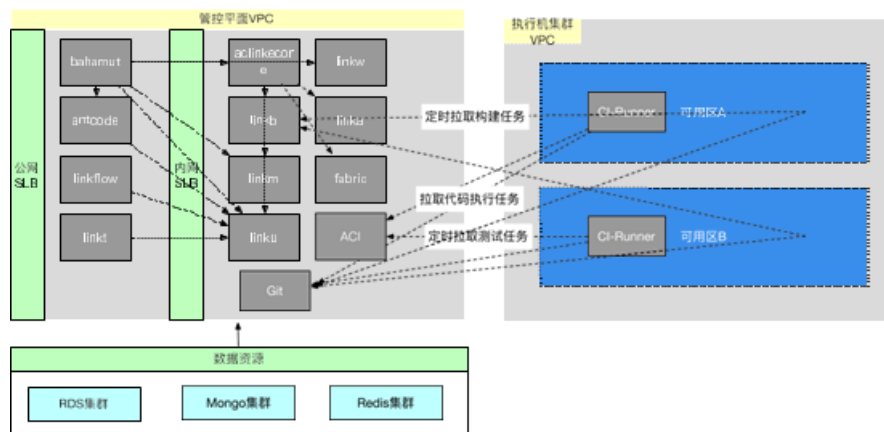 管控平面VPC
执行机集群
VPC
公网
SLB
内网
SLB
bahamut
aclinkecon
e
linkw
antcode
linkb
linka
linkflow
linkm
fabric
linkt
linku
ACI
Git
CI-Runner
可用区A
CI-Runner
可用区B
定时拉取构建任务
拉取代码执行任务
定时拉取测试任务
数据资源
RDS集群
Mongo集群
Redis集群